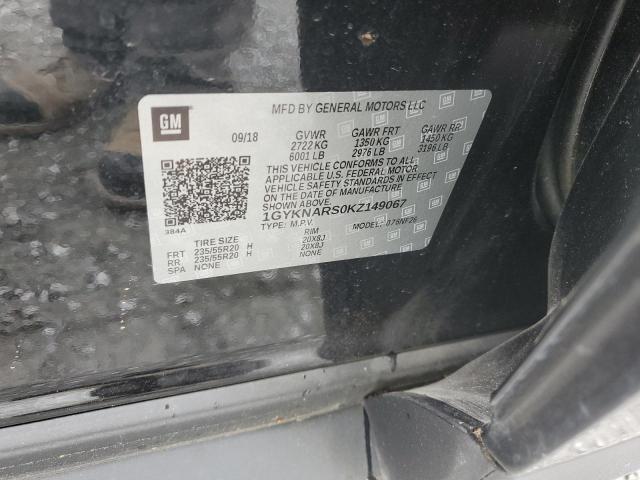 GM
MFD BY GENERAL MOTORS LLC
09/18 GVWR GAWR FRT GAWR RR
2722 KG 1350 KG 1450 KG
6001 LB 2976 LB 3196 LB
THIS VEHICLE CONFORMS TO ALL
APPLICABLE U.S. FEDERAL MOTOR
VEHICLE SAFETY STANDARDS IN EFFECT
ON THE DATE OF MANUFACTURE
SHOWN ABOVE.
1GYKNARS0KZ149067
384A TYPE: M.P.V. MODEL:
TIRE SIZE RIM
FRT 235/55R20 H 20X8J
RR 235/55R20 H 20X8J
SPA NONE NONE